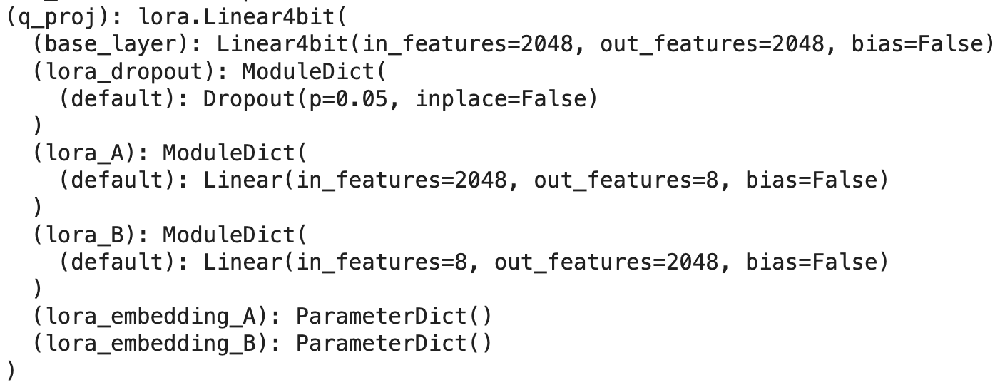 (q_proj): lora.Linear4bit(
  (base_layer): Linear4bit(in_features=2048, out_features=2048, bias=False)
  (lora_dropout): ModuleDict(
    (default): Dropout(p=0.05, inplace=False)
  )
  (lora_A): ModuleDict(
    (default): Linear(in_features=2048, out_features=8, bias=False)
  )
  (lora_B): ModuleDict(
    (default): Linear(in_features=8, out_features=2048, bias=False)
  )
  (lora_embedding_A): ParameterDict()
  (lora_embedding_B): ParameterDict()
)